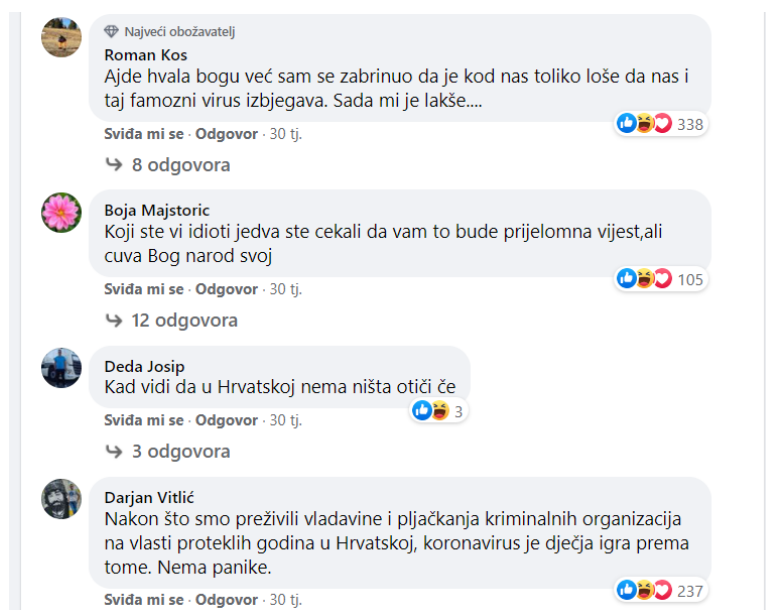 Najveći obožavatelj
Roman Kos
Ajde hvala bogu već sam se zabrinuo da je kod nas toliko loše da nas i
taj famozni virus izbjegava. Sada mi je lakše....
338
Sviđa mi se · Odgovor · 30 tj.
8 odgovora
Boja Majstoric
Koji ste vi idioti jedva ste cekali da vam to bude prijelomna vijest,ali
cuva Bog narod svoj
105
Sviđa mi se · Odgovor · 30 tj.
12 odgovora
Deda Josip
Kad vidi da u Hrvatskoj nema ništa otiči če
3
Sviđa mi se · Odgovor · 30 tj.
3 odgovora
Darjan Vitlić
Nakon što smo preživili vladavine i pljačkanja kriminalnih organizacija
na vlasti proteklih godina u Hrvatskoj, koronavirus je dječja igra prema
tome. Nema panike.
237
Sviđa mi se · Odgovor · 30 tj.